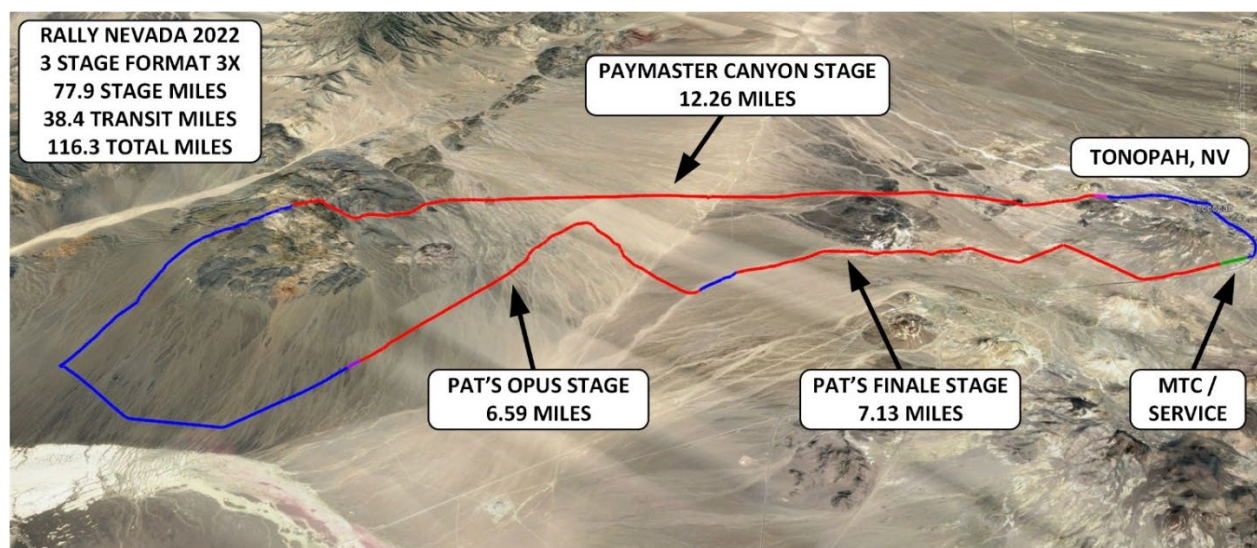 RALLY NEVADA 2022
3 STAGE FORMAT 3X
77.9 STAGE MILES
38.4 TRANSIT MILES
116.3 TOTAL MILES
PAYMASTER CANYON STAGE
12.26 MILES
TONOPAH, NV
PAT'S OPUS STAGE
6.59 MILES
PAT'S FINALE STAGE
7.13 MILES
MTC /
SERVICE